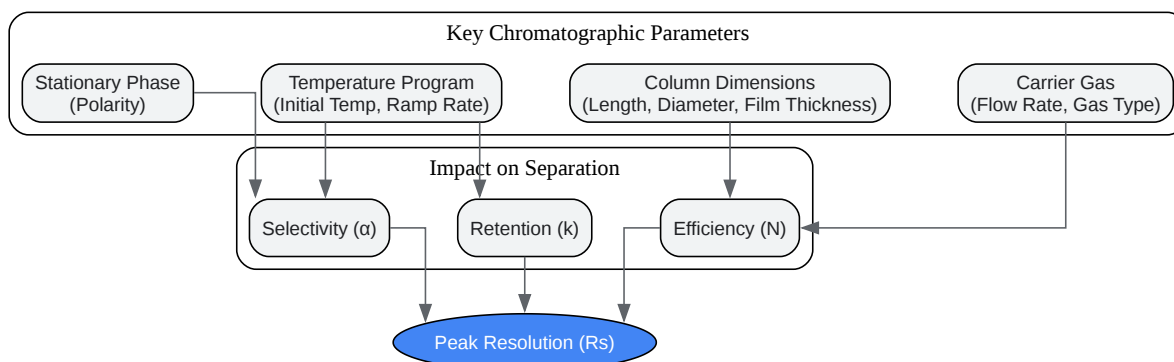 Key Chromatographic Parameters
Stationary Phase
(Polarity)
Temperature Program
(Initial Temp, Ramp Rate)
Column Dimensions
(Length, Diameter, Film Thickness)
Carrier Gas
(Flow Rate, Gas Type)
Impact on Separation
Selectivity (α)
Retention (k)
Efficiency (N)
Peak Resolution (Rs)